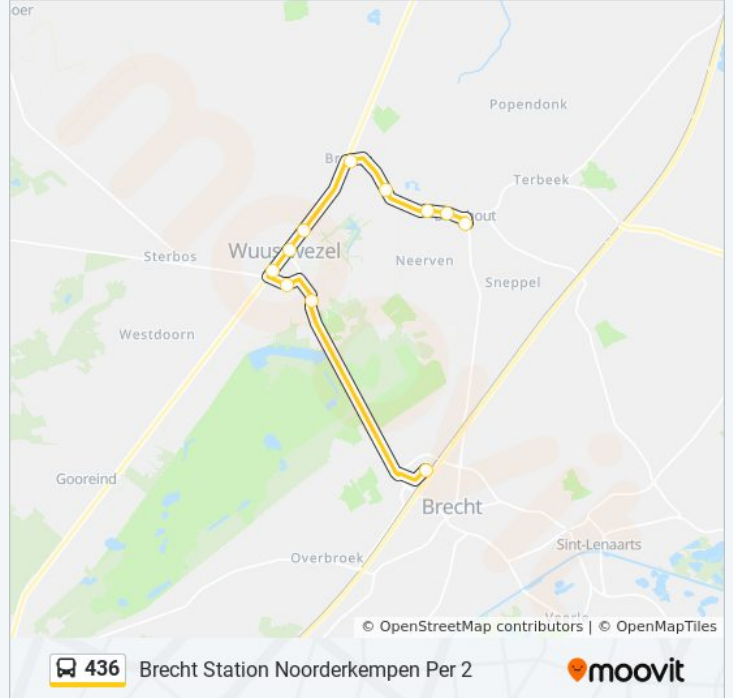 oer
Popendonk
Terbeek
Wuustwezel
Sterbos
Neerven
Sneppel
Westdoorn
Gooreind
Brecht
Sint-Lenaarts
Overbroek
© OpenStreetMap contributors | © OpenMapTiles
436 Brecht Station Noorderkempen Per 2 moovit